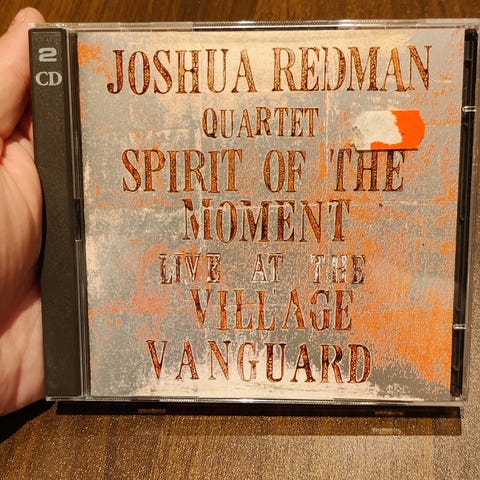 2
CD
JOSHUA REDMAN
QUARTET
SPIRIT OF THE
MOMENT
LIVE AT THE
VILLAGE
VANGUARD